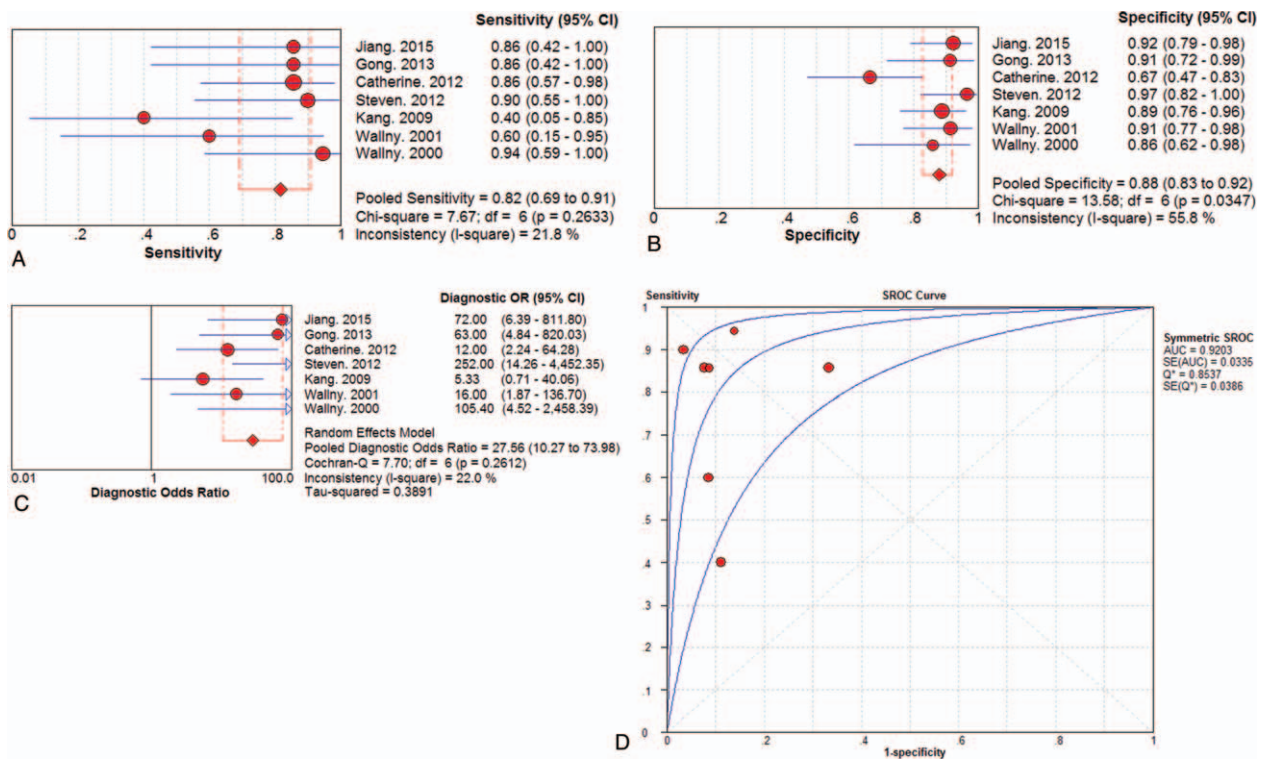 Sensitivity (95% CI)
Jiang. 2015 0.86 (0.42 - 1.00)
Gong. 2013 0.86 (0.42 - 1.00)
Catherine. 2012 0.86 (0.57 - 0.98)
Steven. 2012 0.90 (0.55 - 1.00)
Kang. 2009 0.40 (0.05 - 0.85)
Wallny. 2001 0.60 (0.15 - 0.95)
Wallny. 2000 0.94 (0.59 - 1.00)
Pooled Sensitivity = 0.82 (0.69 to 0.91)
Chi-square = 7.67; df = 6 (p = 0.2633)
Inconsistency (I-square) = 21.8 %
0 .2 .4 .6 .8 1
Sensitivity
A
Specificity (95% CI)
Jiang. 2015 0.92 (0.79 - 0.98)
Gong. 2013 0.91 (0.72 - 0.99)
Catherine. 2012 0.67 (0.47 - 0.83)
Steven. 2012 0.97 (0.82 - 1.00)
Kang. 2009 0.89 (0.76 - 0.96)
Wallny. 2001 0.91 (0.77 - 0.98)
Wallny. 2000 0.86 (0.62 - 0.98)
Pooled Specificity = 0.88 (0.83 to 0.92)
Chi-square = 13.58; df = 6 (p = 0.0347)
Inconsistency (I-square) = 55.8 %
0 .2 .4 .6 .8 1
Specificity
B
Diagnostic OR (95% CI)
Jiang. 2015 72.00 (6.39 - 811.80)
Gong. 2013 63.00 (4.84 - 820.03)
Catherine. 2012 12.00 (2.24 - 64.28)
Steven. 2012 252.00 (14.26 - 4,452.35)
Kang. 2009 5.33 (0.71 - 40.06)
Wallny. 2001 16.00 (1.87 - 136.70)
Wallny. 2000 105.40 (4.52 - 2,458.39)
Random Effects Model
Pooled Diagnostic Odds Ratio = 27.56 (10.27 to 73.98)
Cochran-Q = 7.70; df = 6 (p = 0.2612)
Inconsistency (I-square) = 22.0 %
Tau-squared = 0.3891
0.01 1 100.0
Diagnostic Odds Ratio
C
Sensitivity SROC Curve
1
.9
.8
.7
.6
.5
.4
.3
.2
.1
0
0 .2 .4 .6 .8 1
1-specificity
Symmetric SROC
AUC = 0.9203
SE(AUC) = 0.0335
Q* = 0.8537
SE(Q*) = 0.0386
D